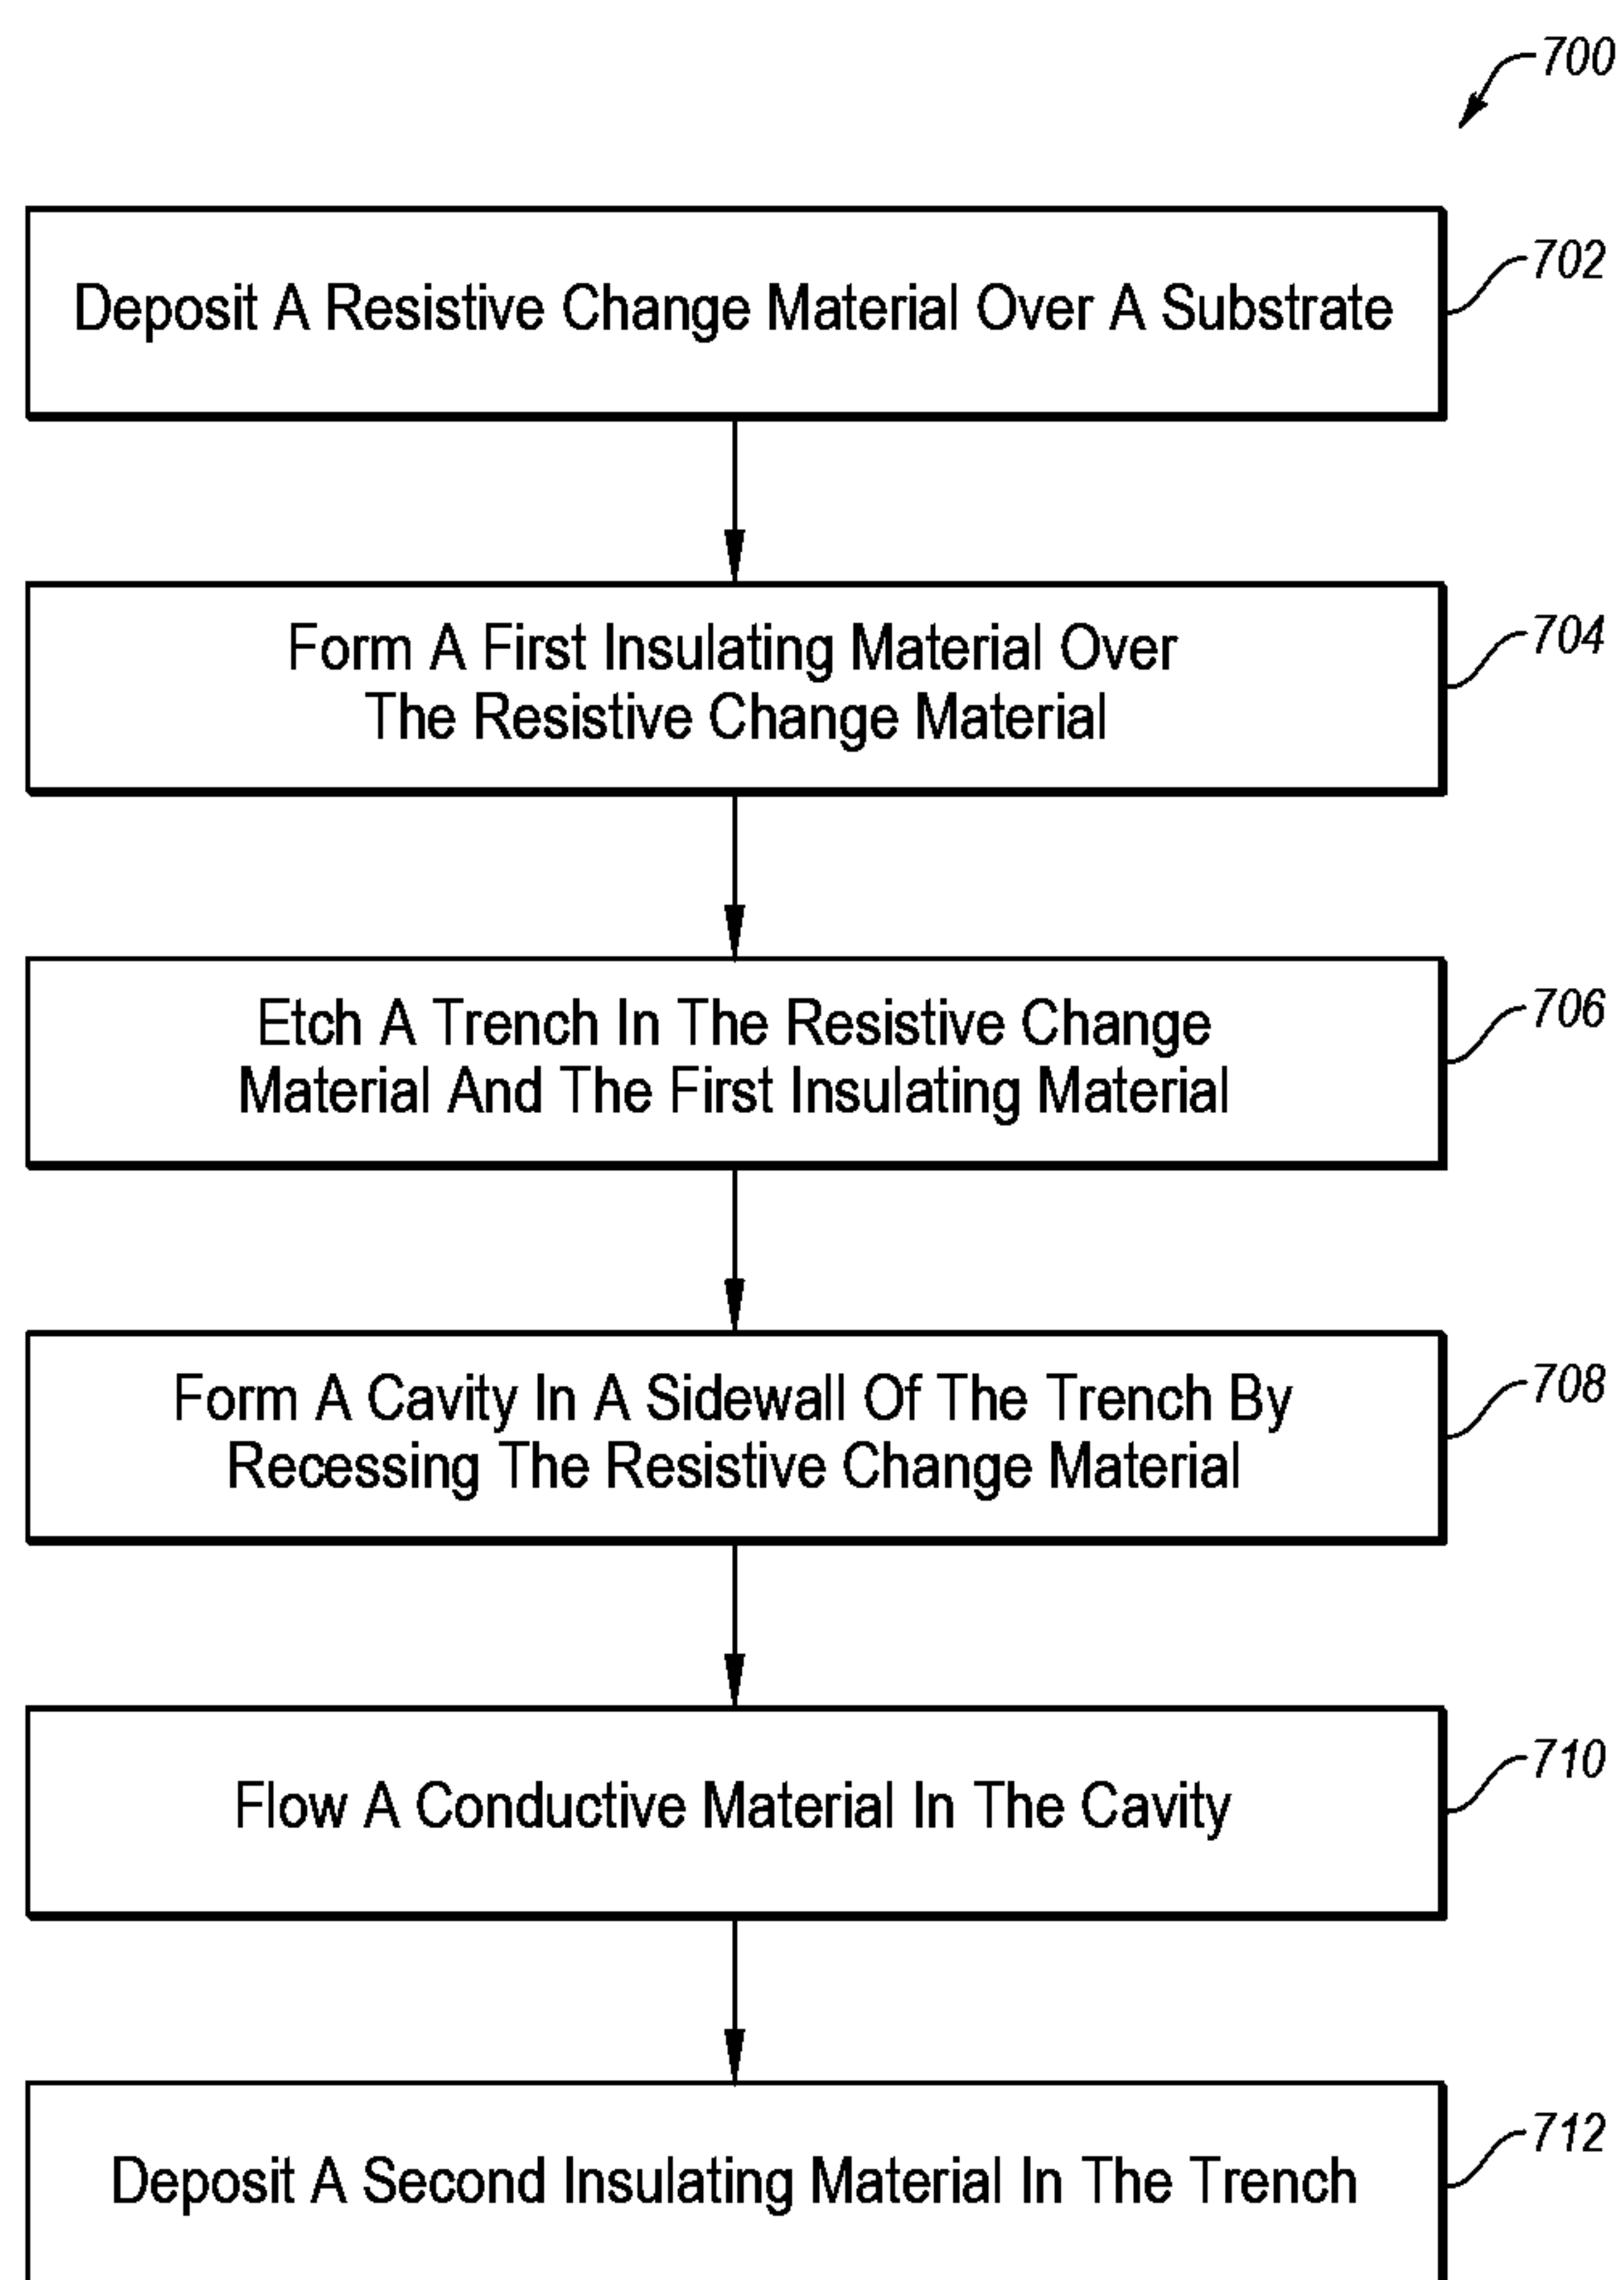 700
Deposit A Resistive Change Material Over A Substrate
702
Form A First Insulating Material Over
The Resistive Change Material
704
Etch A Trench In The Resistive Change
Material And The First Insulating Material
706
Form A Cavity In A Sidewall Of The Trench By
Recessing The Resistive Change Material
708
Flow A Conductive Material In The Cavity
710
Deposit A Second Insulating Material In The Trench
712